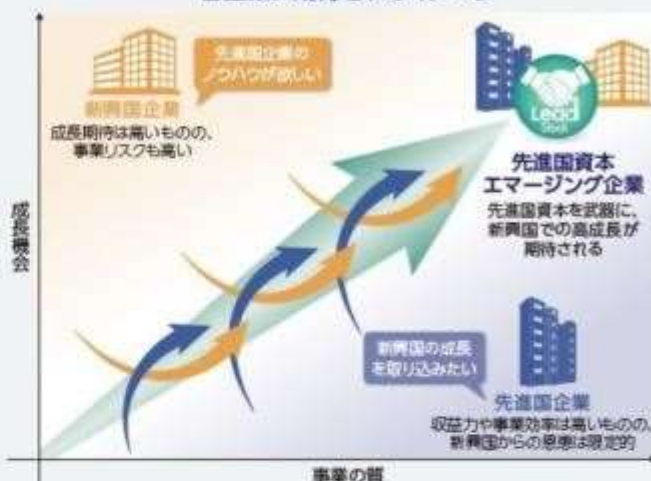 先進国企業の
ノウハウが欲しい
新興国企業
成長期待は高いものの、
事業リスクも高い
Lead
Stock
先進国資本
エマージング企業
先進国資本を武器に、
新興国での高成長が
期待される
成長機会
新興国の成長
を取り込みたい
先進国企業
収益力や事業効率は高いものの、
新興国からの恩恵は限定的
事業の質